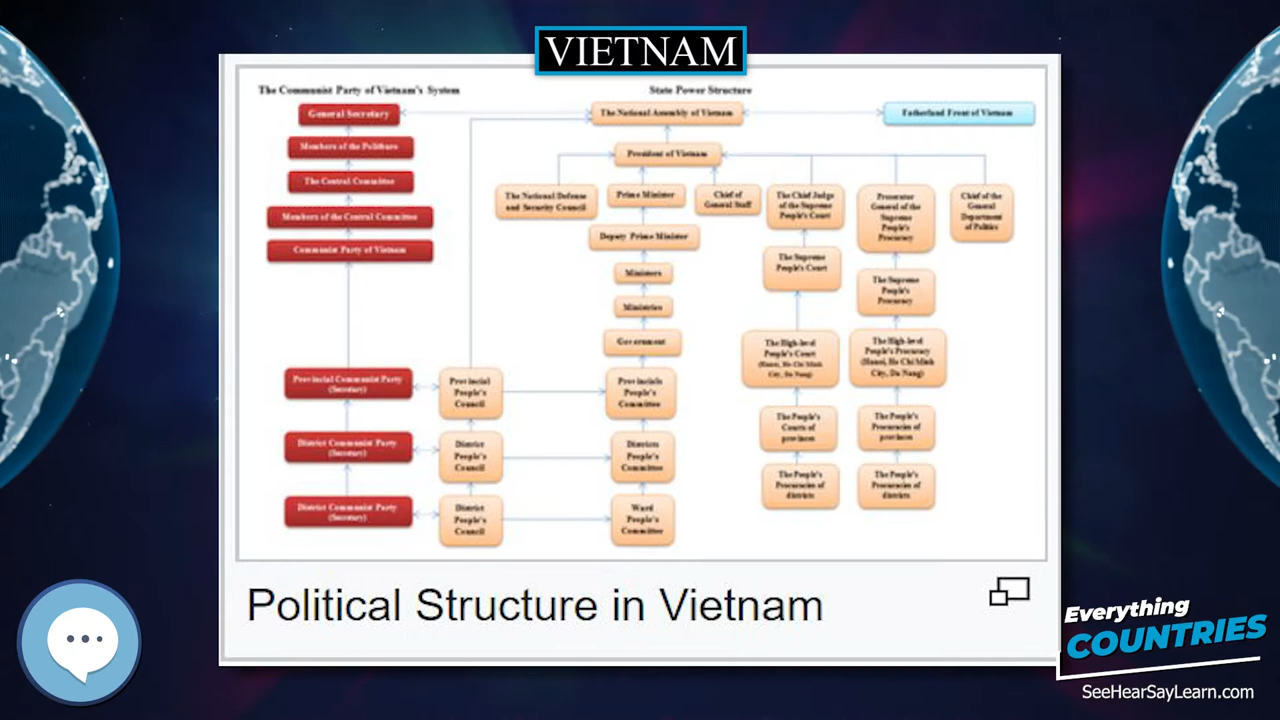 VIETNAM
The Communist Party of Vietnam's System
State Power Structure
General Secretary
The National Assembly of Vietnam
Fatherland Front of Vietnam
Members of the Politburo
President of Vietnam
The Central Committee
The National Defense
and Security Council
Prime Minister
Chief of
General Staff
The Chief Judge
of the Supreme
People's Court
Prosecutor
General of the
Supreme
People's
Procuracy
Chief of the
General
Department
of Politics
Members of the Central Committee
Deputy Prime Minister
Communist Party of Vietnam
The Supreme
People's Court
Ministers
The Supreme
People's
Procuracy
Ministries
Government
The High-level
People's Court
(Hanoi, Ho Chi Minh
City, Da Nang)
The High-level
People's Procuracy
(Hanoi, Ho Chi Minh
City, Da Nang)
Provincial Communist Party
(Secretary)
Provincial
People's
Council
Provincials
People's
Committee
The People's
Courts of
provinces
The People's
Procuracies of
provinces
District Communist Party
(Secretary)
District
People's
Council
Districts
People's
Committee
The People's
Procuracies of
districts
The People's
Procuracies of
districts
District Communist Party
(Secretary)
District
People's
Council
Ward
People's
Committee
Political Structure in Vietnam
Everything
COUNTRIES
SeeHearSayLearn.com